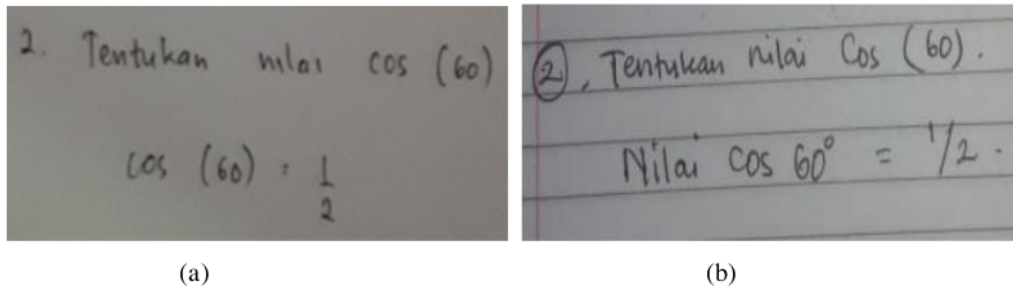 2. Tentukan nilai cos (60)
cos (60) = 1/2
(a)
②. Tentukan nilai Cos (60).
Nilai cos 60° = 1/2.
(b)